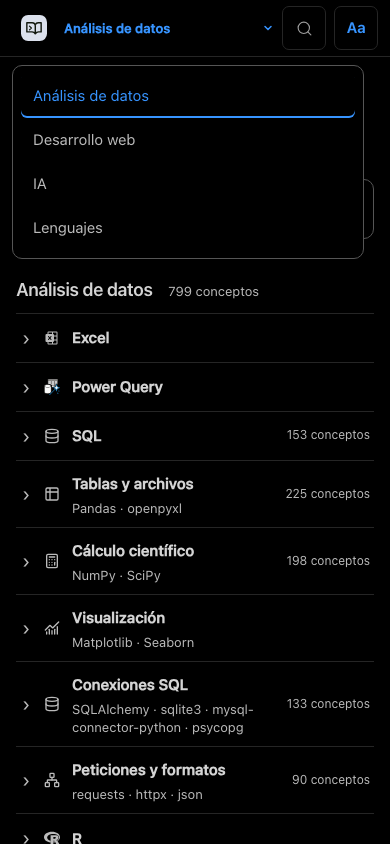 Análisis de datos
Aa
Análisis de datos
Desarrollo web
IA
Lenguajes
Análisis de datos 799 conceptos
Excel
Power Query
SQL 153 conceptos
Tablas y archivos
225 conceptos
Pandas · openpyxl
Cálculo científico
198 conceptos
NumPy · SciPy
Visualización
Matplotlib · Seaborn
Conexiones SQL
133 conceptos
SQLAlchemy · sqlite3 · mysql-
connector-python · psycopg
Peticiones y formatos
90 conceptos
requests · httpx · json
R